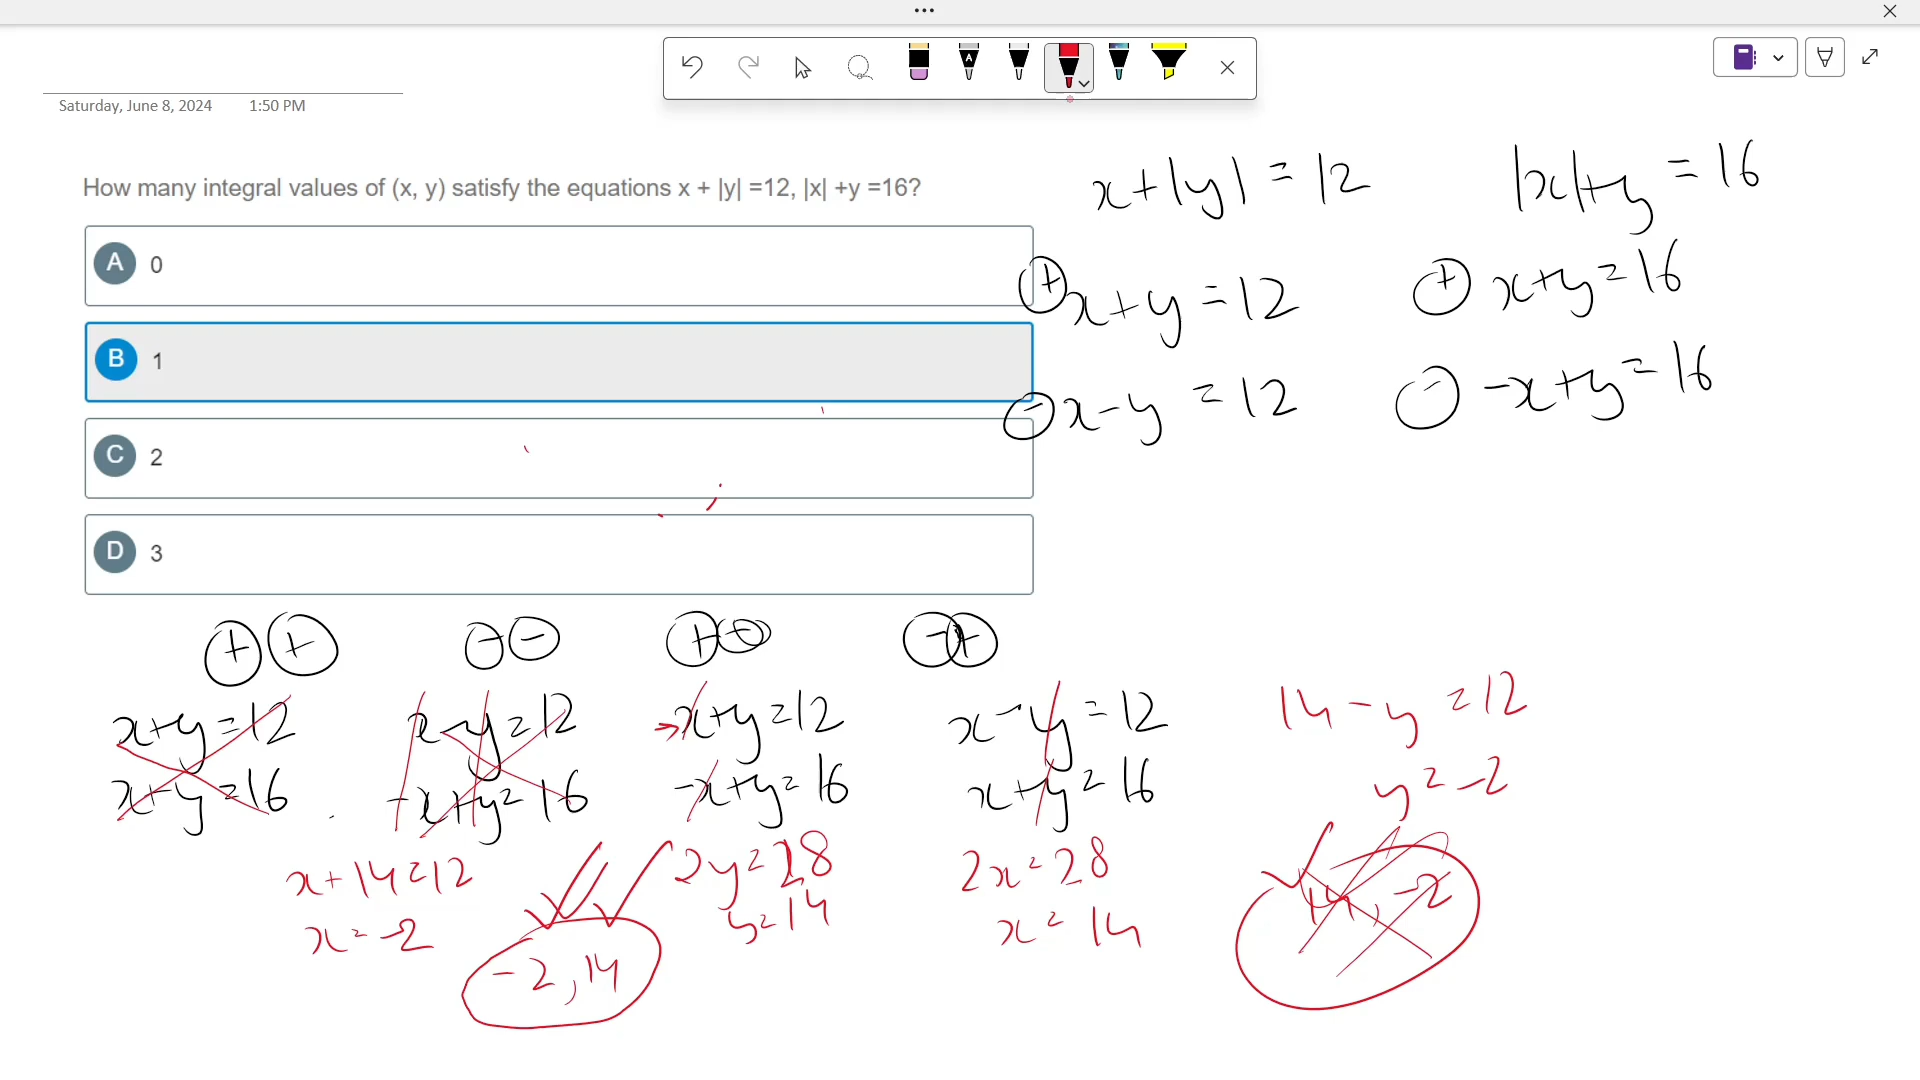 Saturday, June 8, 2024 1:50 PM
How many integral values of (x, y) satisfy the equations x + |y| =12, |x| +y =16?
A 0
B 1
C 2
D 3
x+|y| = 12
|x|+y = 16
+ x+y = 12
+ x+y = 16
- x-y = 12
- -x+y = 16
+ +
x+y = 12
x+y = 16
- -
x-y = 12
-x+y = 16
x+14 = 12
x = -2
-2, 14
+ -
x+y = 12
-x+y = 16
2y = 28
y = 14
- +
x-y = 12
x+y = 16
2x = 28
x = 14
14-y = 12
y = -2
14, -2